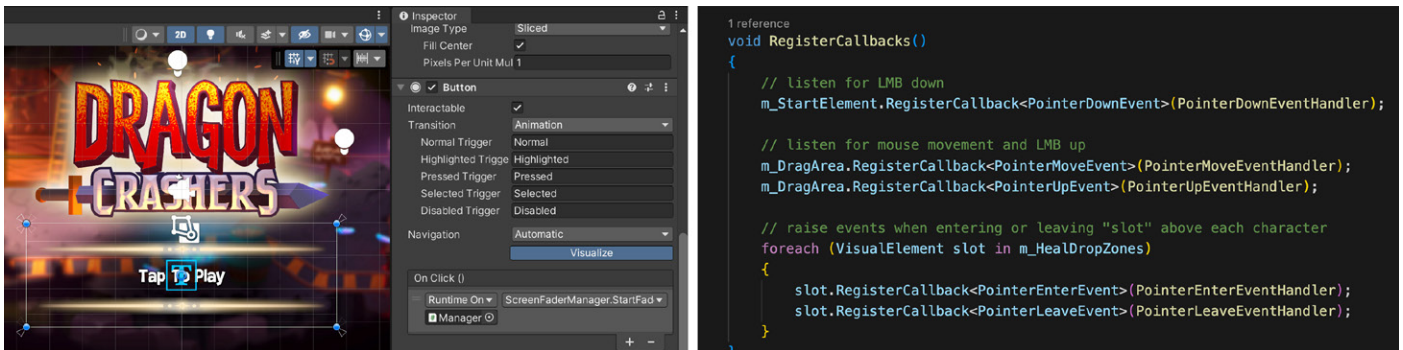 2D
DRAGON
CRASHERS
Tap To Play
Inspector
Image Type Sliced
Fill Center
Pixels Per Unit Mul 1
Button
Interactable
Transition Animation
Normal Trigger Normal
Highlighted Trigge Highlighted
Pressed Trigger Pressed
Selected Trigger Selected
Disabled Trigger Disabled
Navigation Automatic
Visualize
On Click ()
Runtime On ScreenFaderManager.StartFad
Manager
1 reference
void RegisterCallbacks()
{
// listen for LMB down
m_StartElement.RegisterCallback<PointerDownEvent>(PointerDownEventHandler);
// listen for mouse movement and LMB up
m_DragArea.RegisterCallback<PointerMoveEvent>(PointerMoveEventHandler);
m_DragArea.RegisterCallback<PointerUpEvent>(PointerUpEventHandler);
// raise events when entering or leaving "slot" above each character
foreach (VisualElement slot in m_HealDropZones)
{
slot.RegisterCallback<PointerEnterEvent>(PointerEnterEventHandler);
slot.RegisterCallback<PointerLeaveEvent>(PointerLeaveEventHandler);
}
}